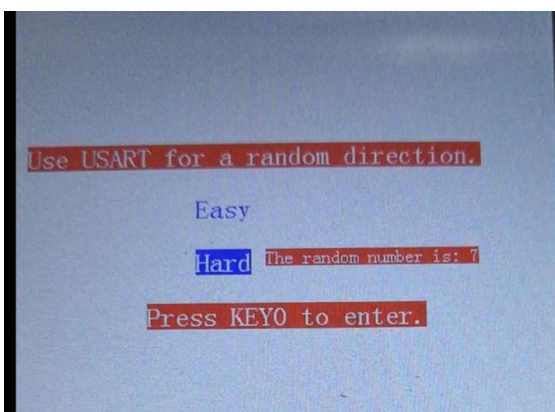 Use USART for a random direction.
Easy
Hard The random number is: 7
Press KEY0 to enter.